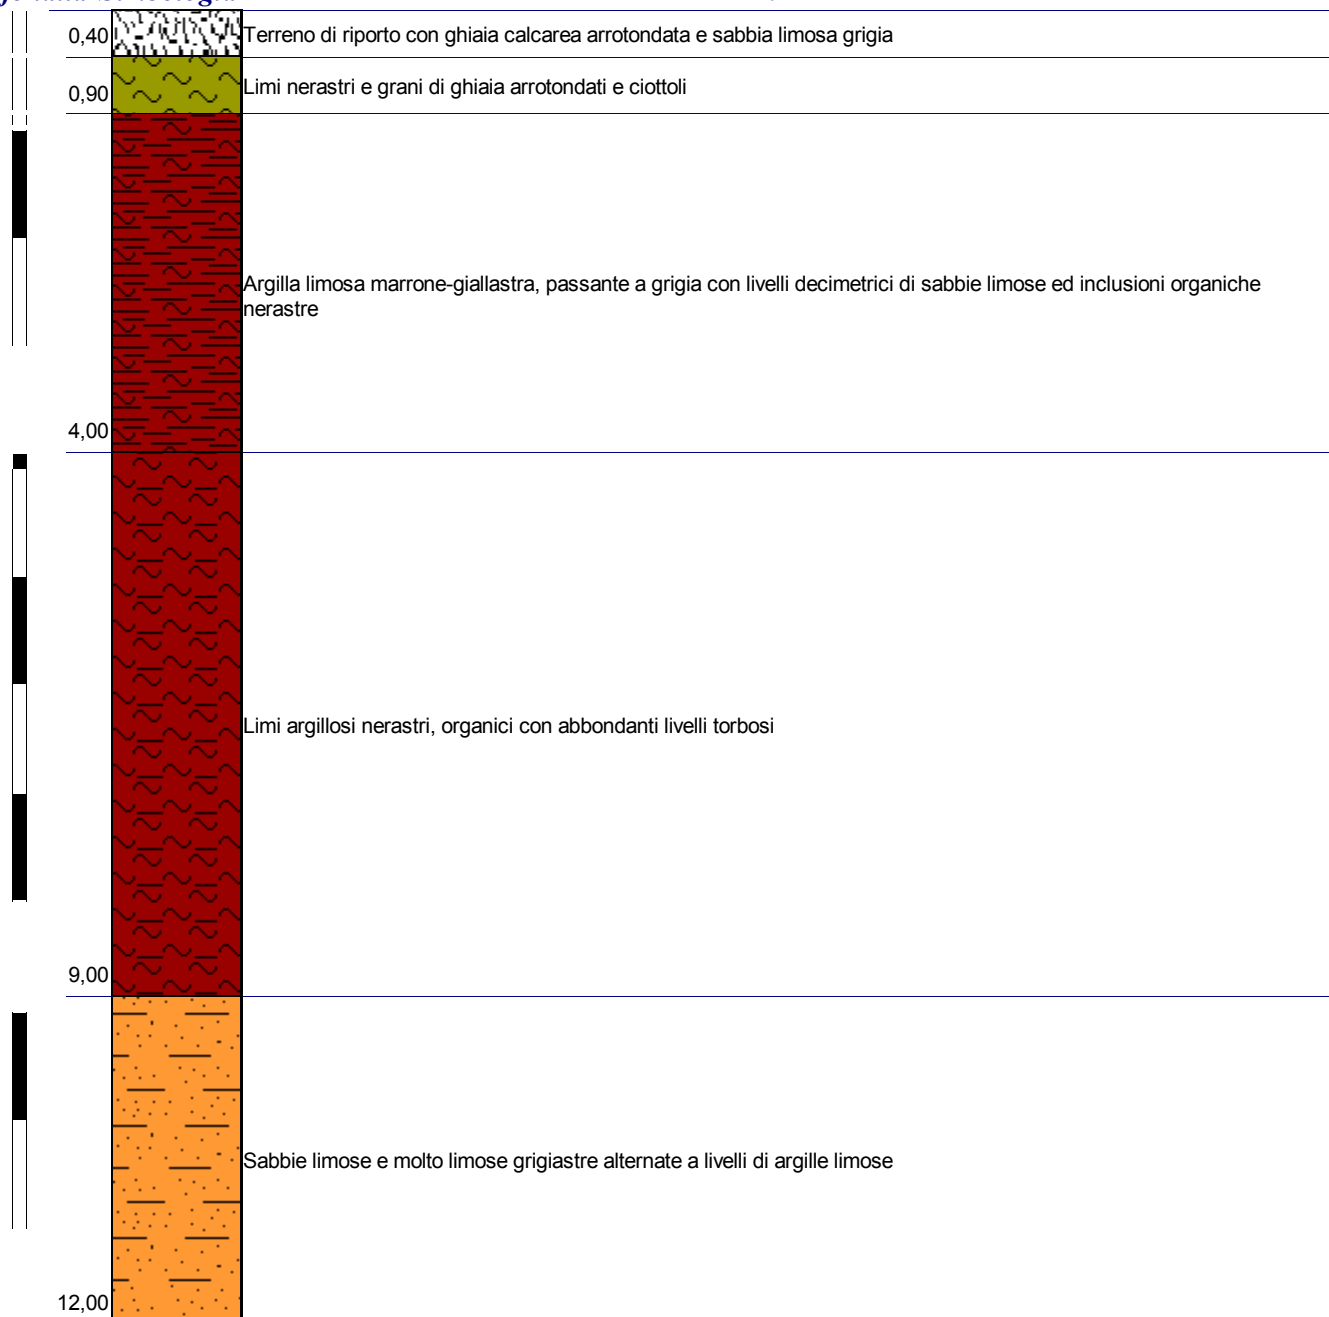 0,40 Terreno di riporto con ghiaia calcarea arrotondata e sabbia limosa grigia
0,90 Limi nerastri e grani di ghiaia arrotondati e ciottoli
Argilla limosa marrone-giallastra, passante a grigia con livelli decimetrici di sabbie limose ed inclusioni organiche
nerastre
4,00
Limi argillosi nerastri, organici con abbondanti livelli torbosi
9,00
Sabbie limose e molto limose grigiastre alternate a livelli di argille limose
12,00